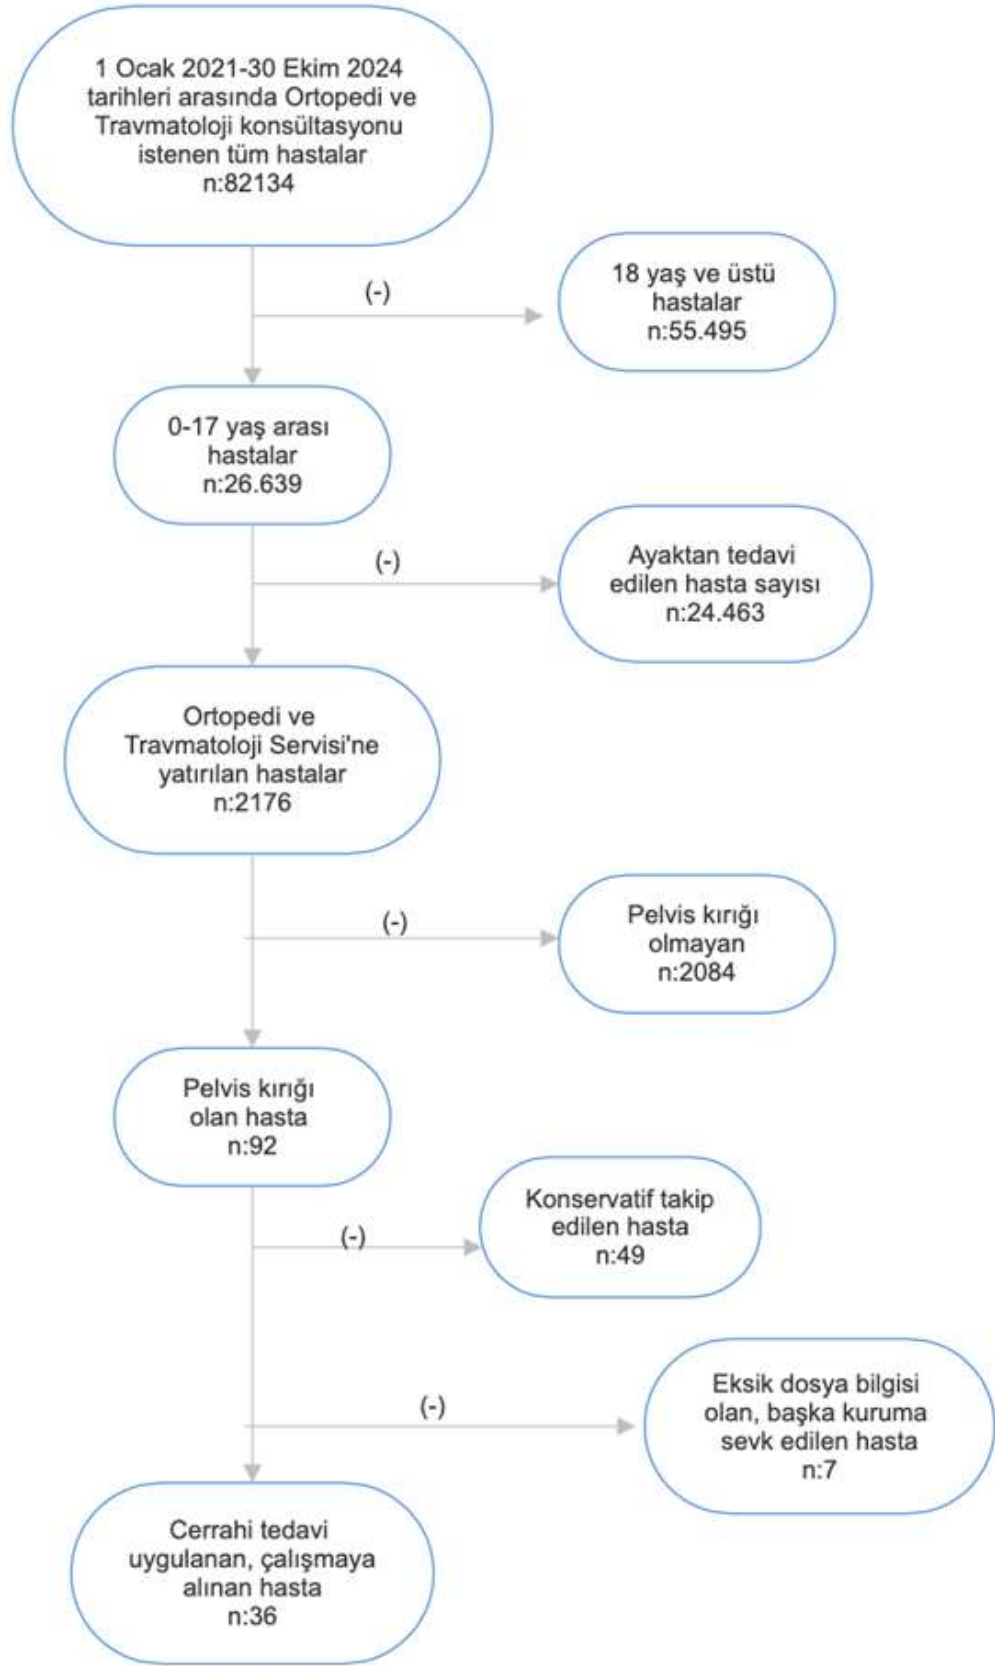 1 Ocak 2021-30 Ekim 2024
tarihleri arasında Ortopedi ve
Travmatoloji konsültasyonu
istenen tüm hastalar
n:82134
(-)
18 yaş ve üstü
hastalar
n:55.495
0-17 yaş arası
hastalar
n:26.639
(-)
Ayaktan tedavi
edilen hasta sayısı
n:24.463
Ortopedi ve
Travmatoloji Servisi'ne
yatırılan hastalar
n:2176
(-)
Pelvis kırığı
olmayan
n:2084
Pelvis kırığı
olan hasta
n:92
(-)
Konservatif takip
edilen hasta
n:49
(-)
Eksik dosya bilgisi
olan, başka kuruma
sevk edilen hasta
n:7
Cerrahi tedavi
uygulanan, çalışmaya
alınan hasta
n:36